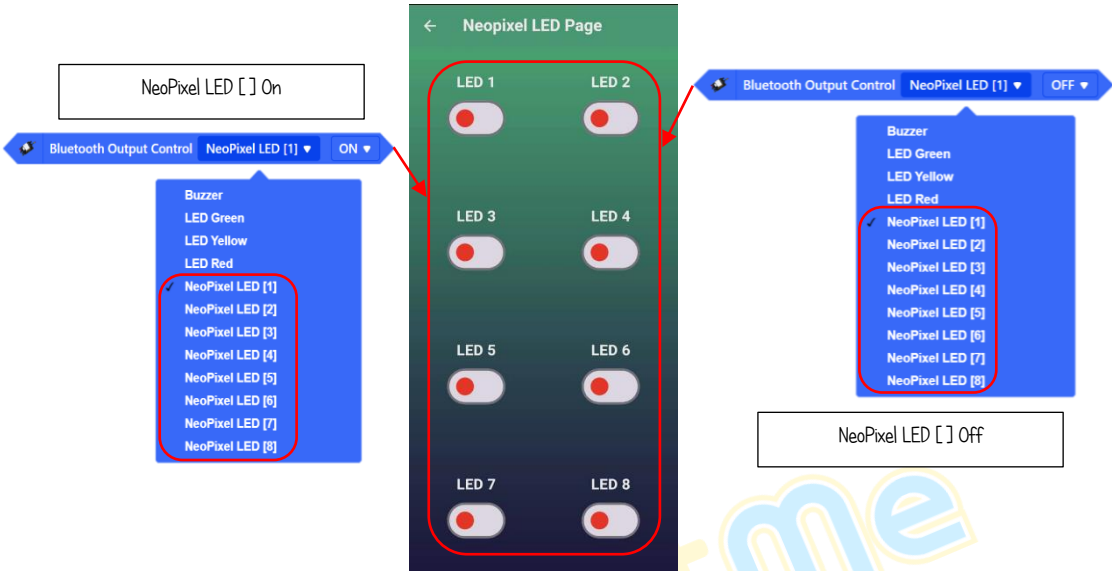 NeoPixel LED [ ] On
Bluetooth Output Control NeoPixel LED [1] ▼ ON ▼
Buzzer
LED Green
LED Yellow
LED Red
✓ NeoPixel LED [1]
NeoPixel LED [2]
NeoPixel LED [3]
NeoPixel LED [4]
NeoPixel LED [5]
NeoPixel LED [6]
NeoPixel LED [7]
NeoPixel LED [8]
← Neopixel LED Page
LED 1 LED 2
LED 3 LED 4
LED 5 LED 6
LED 7 LED 8
Bluetooth Output Control NeoPixel LED [1] ▼ OFF ▼
Buzzer
LED Green
LED Yellow
LED Red
✓ NeoPixel LED [1]
NeoPixel LED [2]
NeoPixel LED [3]
NeoPixel LED [4]
NeoPixel LED [5]
NeoPixel LED [6]
NeoPixel LED [7]
NeoPixel LED [8]
NeoPixel LED [ ] Off